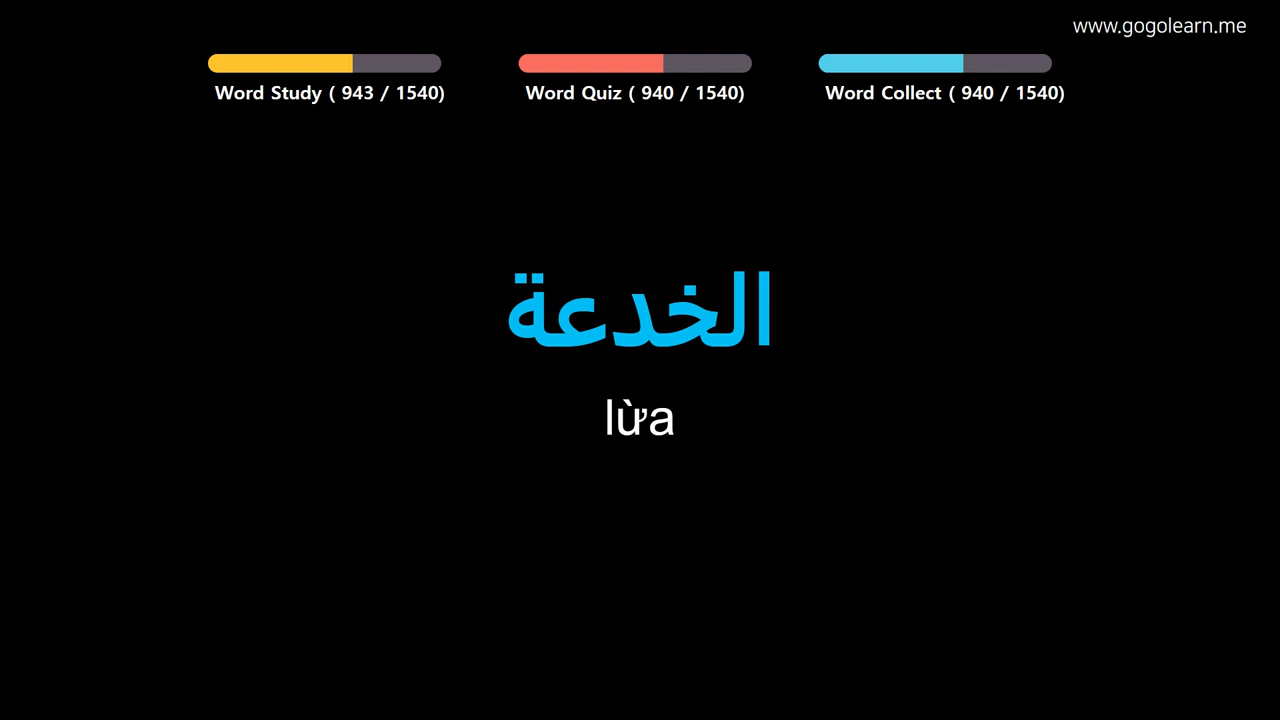 www.gogolearn.me
Word Study ( 943 / 1540)
Word Quiz ( 940 / 1540)
Word Collect ( 940 / 1540)
الخدعة
lừa